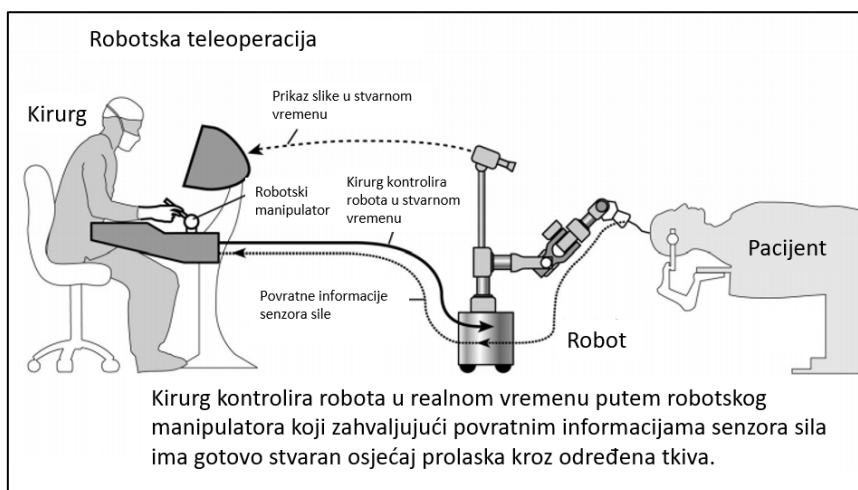 Robotska teleoperacija
Kirurg
Prikaz slike u stvarnom
vremenu
Robotski
manipulator
Kirurg kontrolira
robota u stvarnom
vremenu
Povratne informacije
senzora sile
Robot
Pacijent
Kirurg kontrolira robota u realnom vremenu putem robotskog
manipulatora koji zahvaljujući povratnim informacijama senzora sila
ima gotovo stvaran osjećaj prolaska kroz određena tkiva.